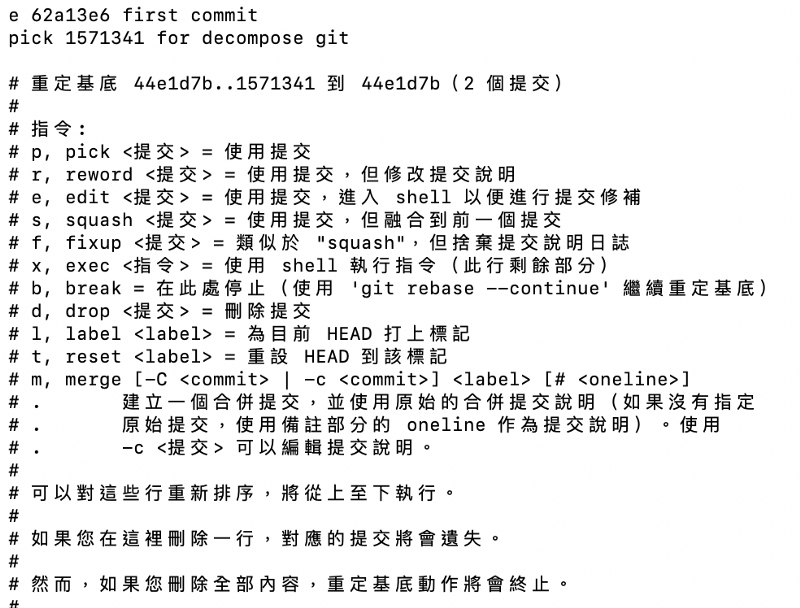 e 62a13e6 first commit
pick 1571341 for decompose git
# 重定基底 44e1d7b..1571341 到 44e1d7b（2 個提交）
#
# 指令：
# p, pick <提交> = 使用提交
# r, reword <提交> = 使用提交，但修改提交說明
# e, edit <提交> = 使用提交，進入 shell 以便進行提交修補
# s, squash <提交> = 使用提交，但融合到前一個提交
# f, fixup <提交> = 類似於 "squash"，但捨棄提交說明日誌
# x, exec <指令> = 使用 shell 執行指令（此行剩餘部分）
# b, break = 在此處停止（使用 'git rebase --continue' 繼續重定基底）
# d, drop <提交> = 刪除提交
# l, label <label> = 為目前 HEAD 打上標記
# t, reset <label> = 重設 HEAD 到該標記
# m, merge [-C <commit> | -c <commit>] <label> [# <oneline>]
# .       建立一個合併提交，並使用原始的合併提交說明（如果沒有指定
# .       原始提交，使用備註部分的 oneline 作為提交說明）。使用
# .       -c <提交> 可以編輯提交說明。
#
# 可以對這些行重新排序，將從上至下執行。
#
# 如果您在這裡刪除一行，對應的提交將會遺失。
#
# 然而，如果您刪除全部內容，重定基底動作將會終止。
#